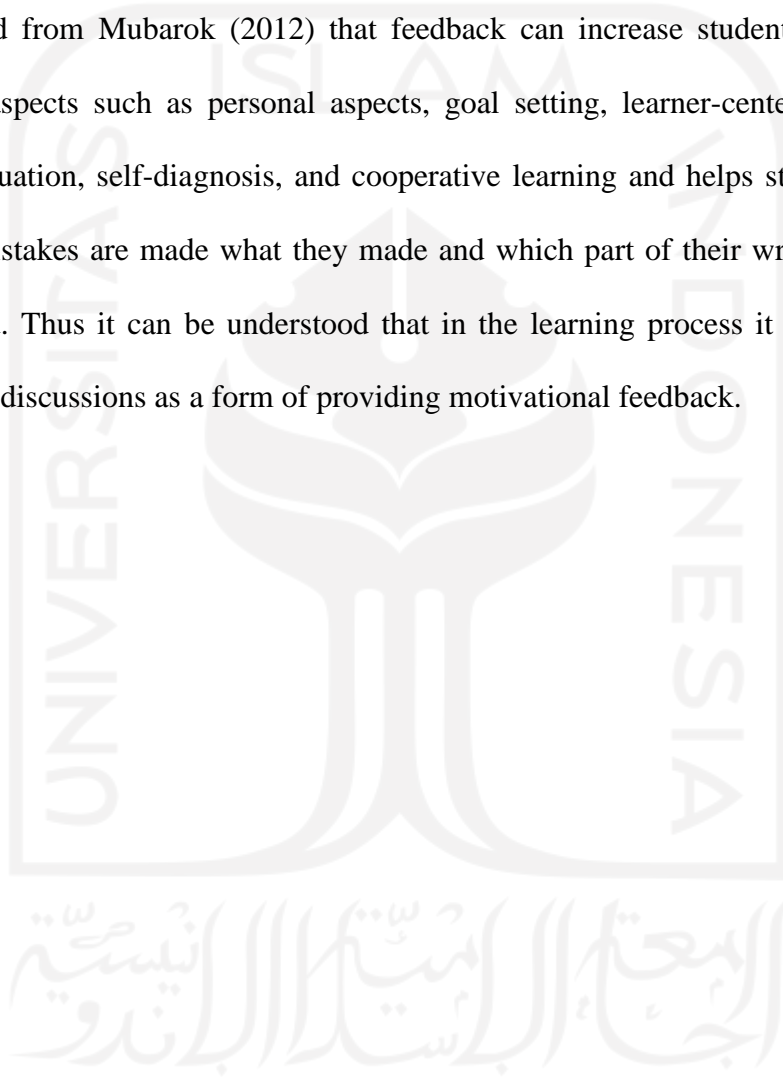 from Mubarok (2012) that feedback can increase student
aspects such as personal aspects, goal setting, learner-cente
uation, self-diagnosis, and cooperative learning and helps st
stakes are made what they made and which part of their wr
. Thus it can be understood that in the learning process it
discussions as a form of providing motivational feedback.
ISLAM
UNIVERSITAS
INDONESIA